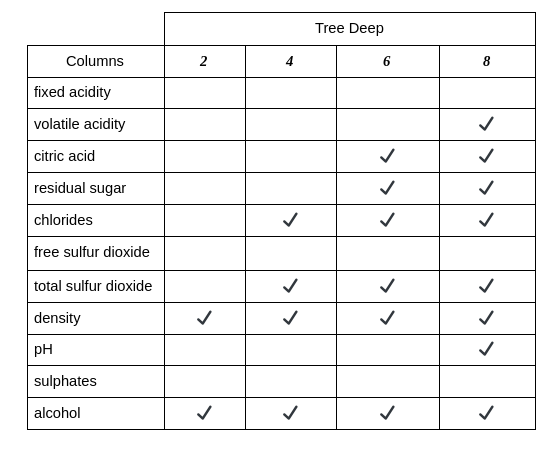 Tree Deep
Columns 2 4 6 8
fixed acidity
volatile acidity ✓
citric acid ✓ ✓
residual sugar ✓ ✓
chlorides ✓ ✓ ✓
free sulfur dioxide
total sulfur dioxide ✓ ✓ ✓
density ✓ ✓ ✓ ✓
pH ✓
sulphates
alcohol ✓ ✓ ✓ ✓